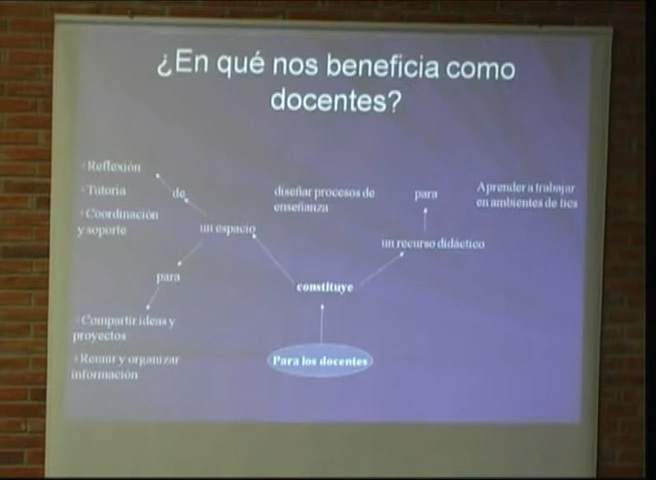 ¿En qué nos beneficia como
docentes?
Reflexión
Tutoria
Coordinación
y soporte
de
un espacio
diseñar procesos de
enseñanza
para
Aprender a trabajar
en ambientes de tics
un recurso didáctico
para
constituye
Compartir ideas y
proyectos
Reunir y organizar
información
Para los docentes